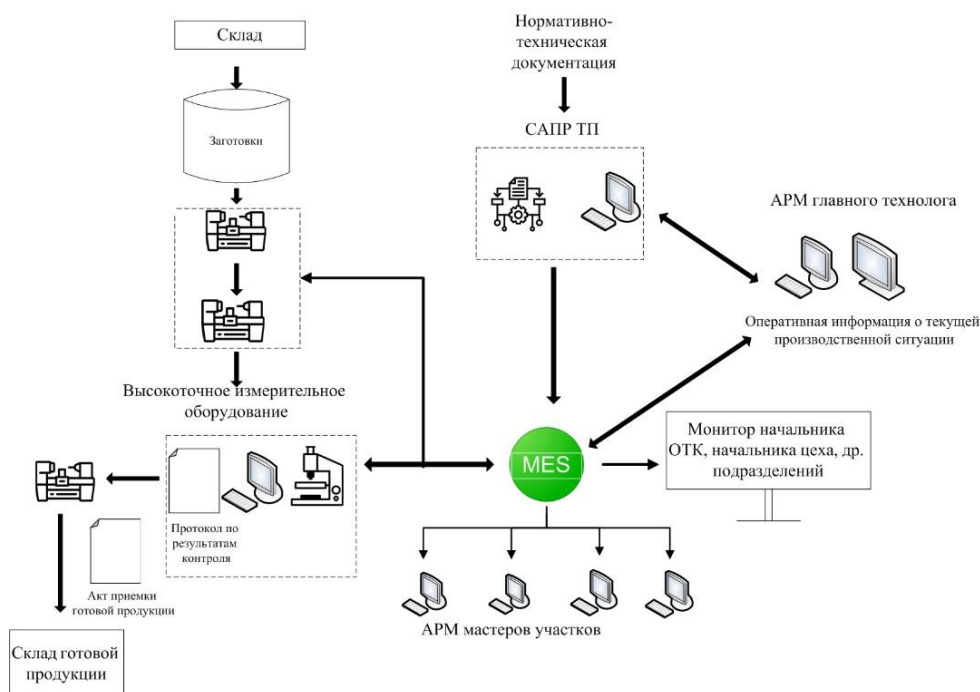 Склад
Заготовки
Высокоточное измерительное
оборудование
Протокол по
результатам
контроля
Акт приемки
готовой продукции
Склад готовой
продукции
Нормативно-
техническая
документация
САПР ТП
АРМ главного технолога
Оперативная информация о текущей
производственной ситуации
MES
Монитор начальника
ОТК, начальника цеха, др.
подразделений
АРМ мастеров участков